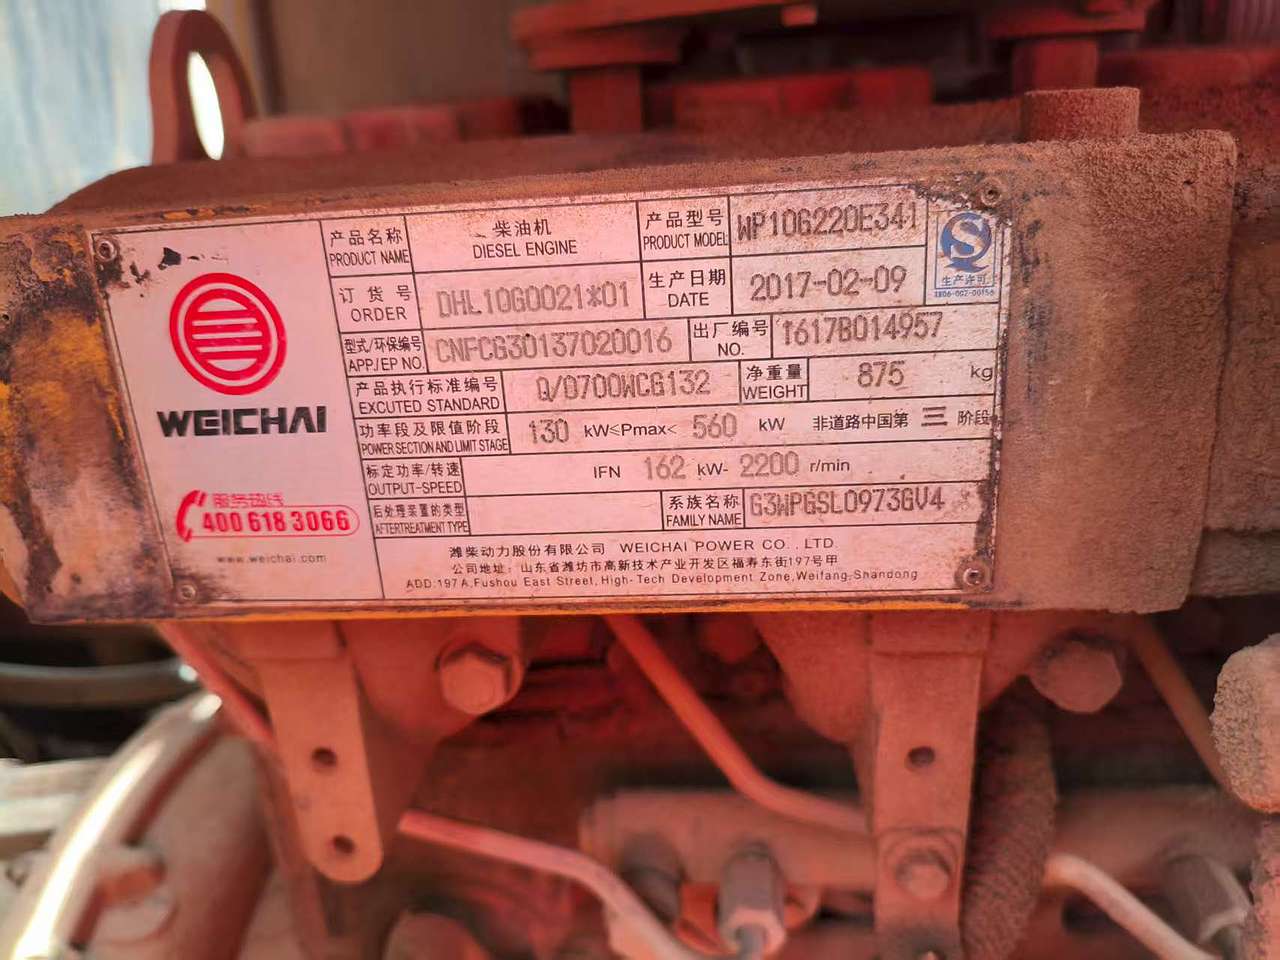 WEICHAI
服务热线
400 618 3066
www.weichai.com
产品名称 柴油机 产品型号 WP10G220E341
PRODUCT NAME DIESEL ENGINE PRODUCT MODEL
订货号 DHL10G0021*01 生产日期 2017-02-09
ORDER DATE
生产许可
型式/环保编号 CNFCG30137020016 出厂编号 1617B014957
APP./EP NO. NO.
产品执行标准编号 Q/0700WCG132 净重量 875 kg
EXCUTED STANDARD WEIGHT
功率段及限值阶段 130 kW≤Pmax< 560 kW 非道路中国第 三 阶段
POWER SECTION AND LIMIT STAGE
标定功率/转速 IFN 162 kW- 2200 r/min
OUTPUT-SPEED
后处理装置的类型 系族名称 G3WPGSL0973GV4
AFTERTREATMENT TYPE FAMILY NAME
潍柴动力股份有限公司 WEICHAI POWER CO., LTD.
公司地址: 山东省潍坊市高新技术产业开发区福寿东街197号甲
ADD:197A,Fushou East Street,High-Tech Development Zone,Weifang,Shandong